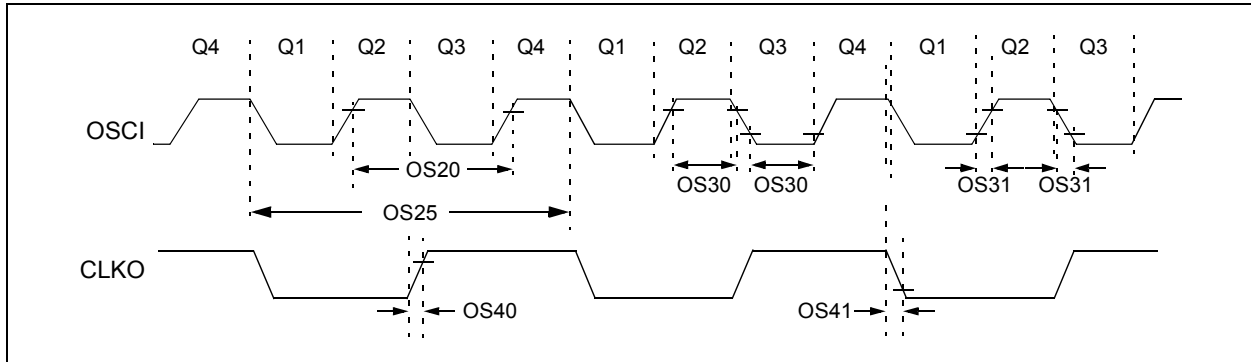 Q4 Q1 Q2 Q3 Q4 Q1 Q2 Q3 Q4 Q1 Q2 Q3
OSCI
OS20 OS30 OS30 OS31 OS31
OS25
CLKO
OS40 OS41